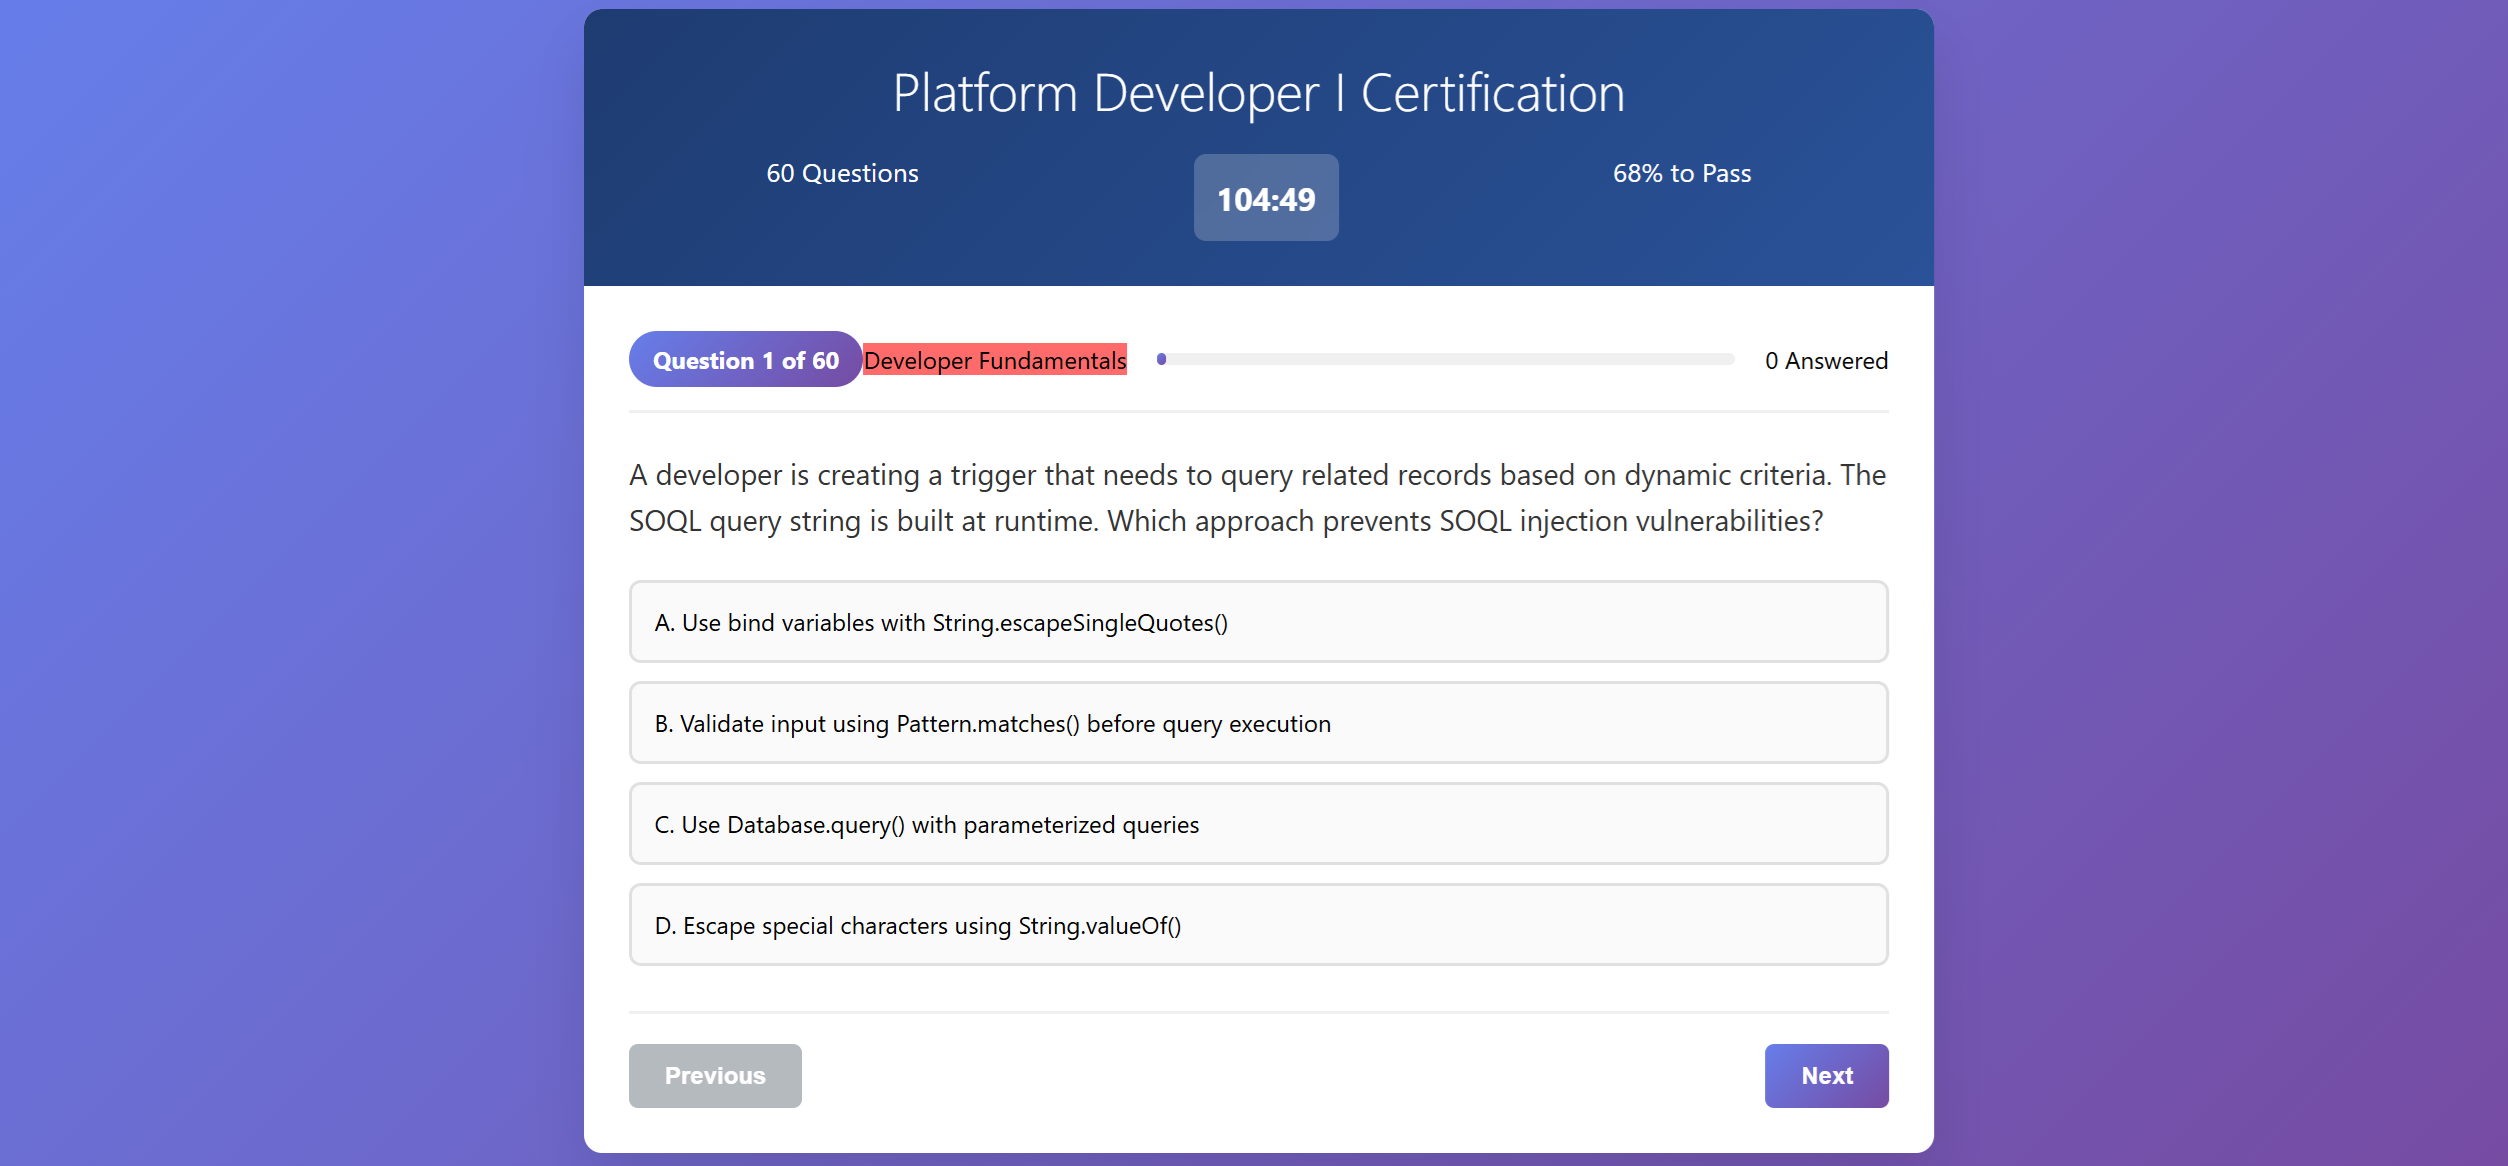 Platform Developer I Certification
60 Questions
104:49
68% to Pass
Question 1 of 60
Developer Fundamentals
0 Answered
A developer is creating a trigger that needs to query related records based on dynamic criteria. The
SOQL query string is built at runtime. Which approach prevents SOQL injection vulnerabilities?
A. Use bind variables with String.escapeSingleQuotes()
B. Validate input using Pattern.matches() before query execution
C. Use Database.query() with parameterized queries
D. Escape special characters using String.valueOf()
Previous
Next